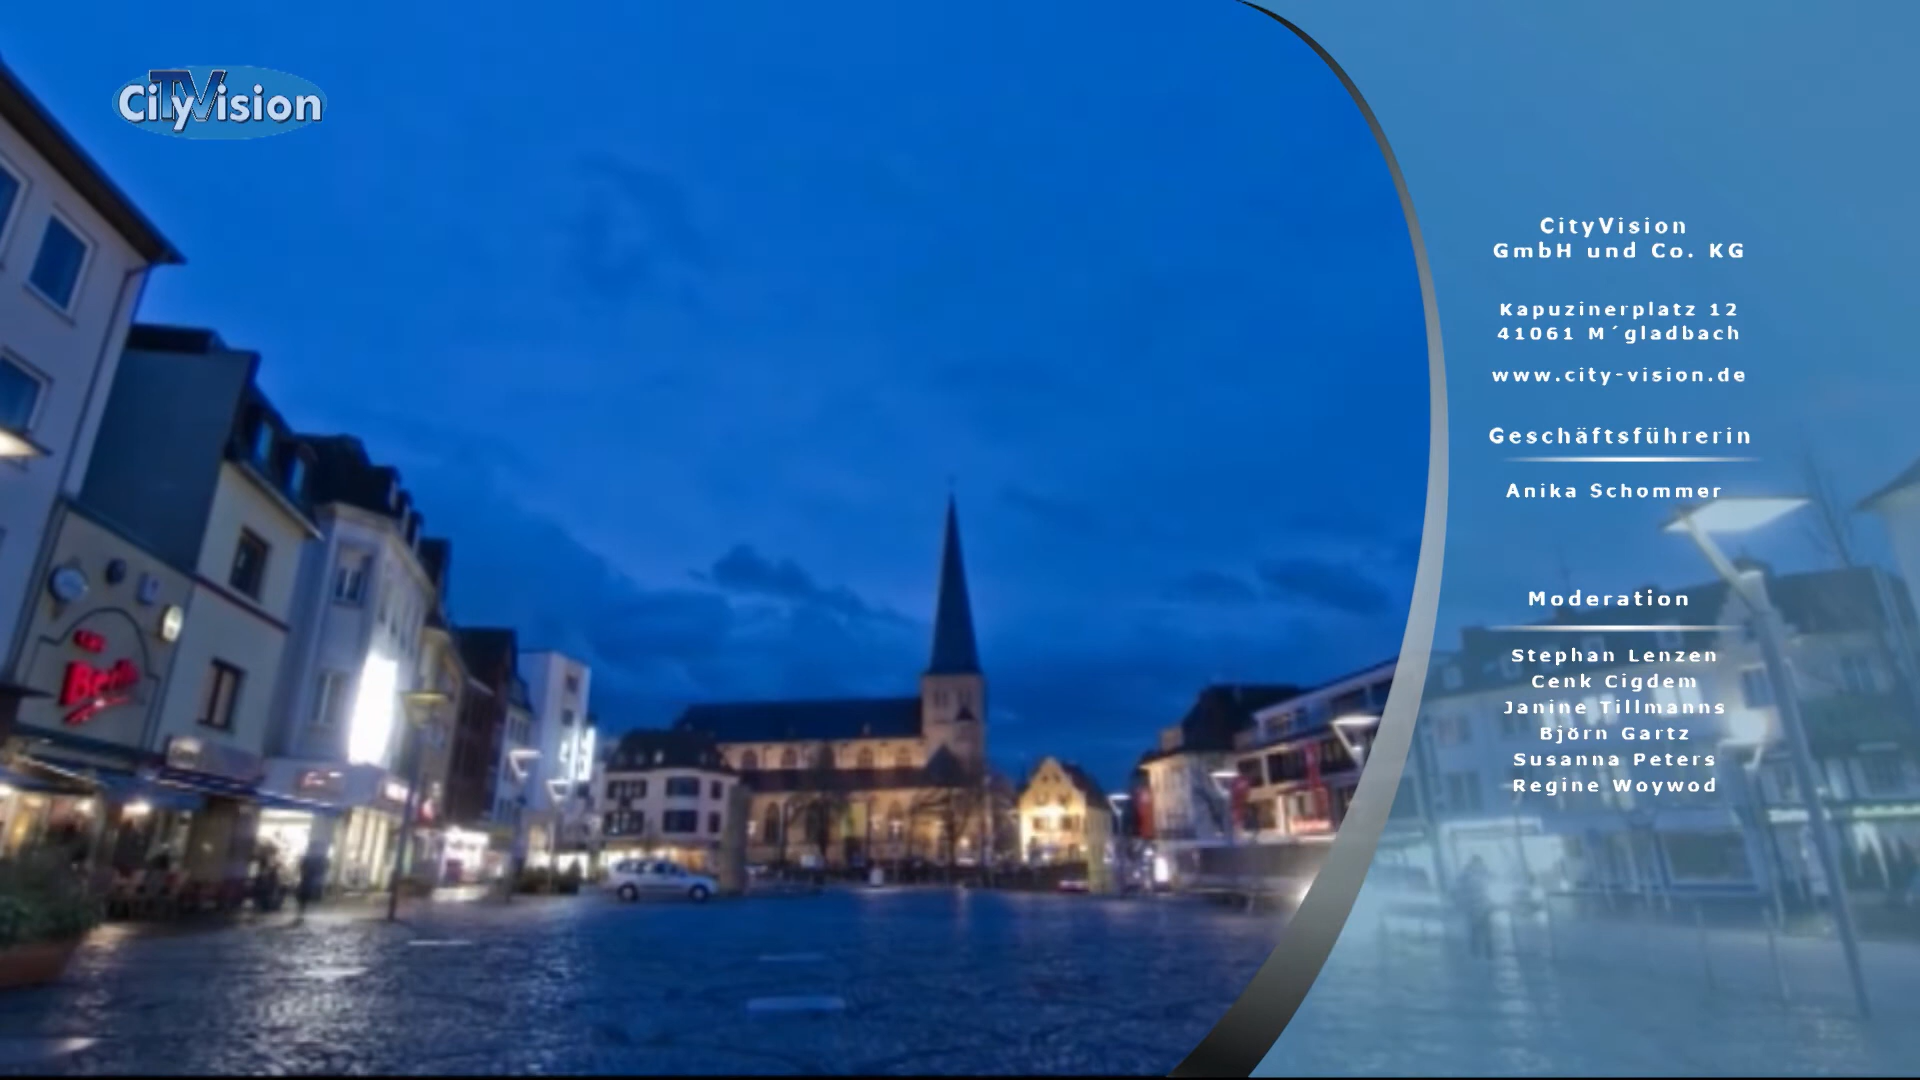 CityVision
CityVision
GmbH und Co. KG
Kapuzinerplatz 12
41061 M´gladbach
www.city-vision.de
Geschäftsführerin
Anika Schommer
Moderation
Stephan Lenzen
Cenk Cigdem
Janine Tillmanns
Björn Gartz
Susanna Peters
Regine Woywod